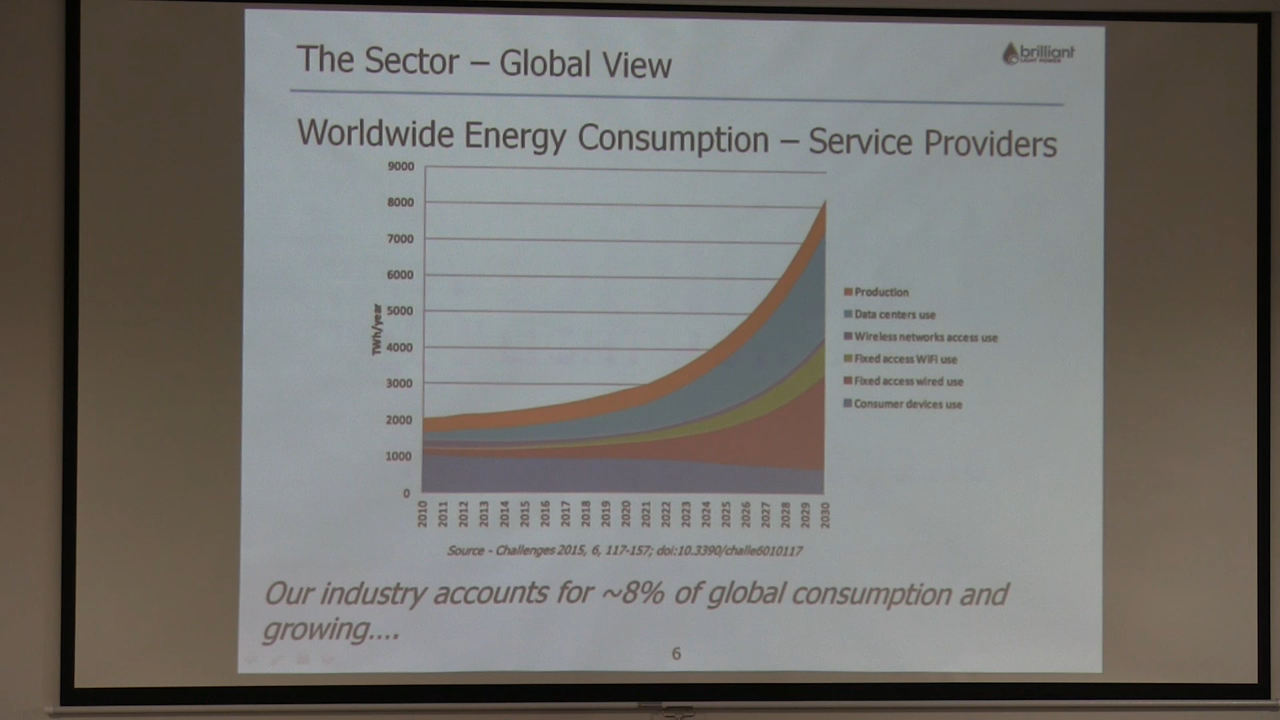 The Sector – Global View
brilliant
LIGHT POWER
Worldwide Energy Consumption – Service Providers
9000
8000
7000
6000
5000
4000
3000
2000
1000
0
TWh/year
2010 2011 2012 2013 2014 2015 2016 2017 2018 2019 2020 2021 2022 2023 2024 2025 2026 2027 2028 2029 2030
Production
Data centers use
Wireless networks access use
Fixed access WiFi use
Fixed access wired use
Consumer devices use
Source - Challenges 2015, 6, 117-157; doi:10.3390/challe6010117
Our industry accounts for ~8% of global consumption and
growing....
6